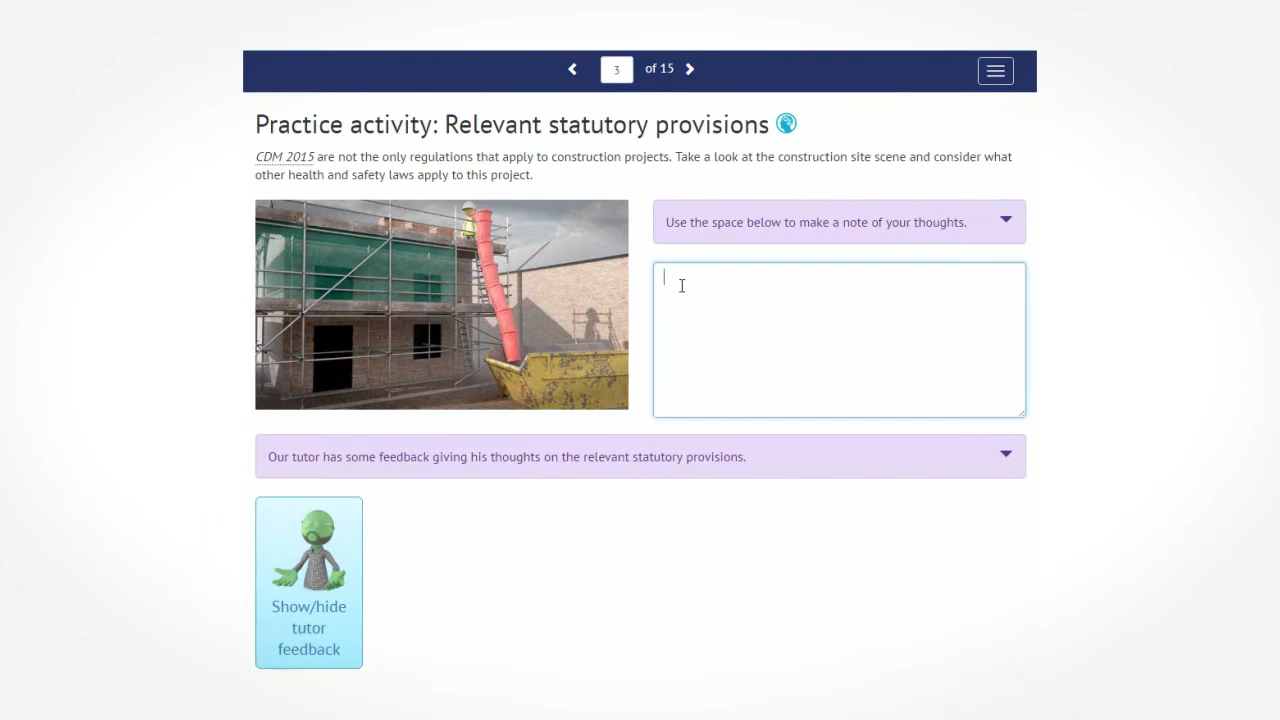 3 of 15
Practice activity: Relevant statutory provisions
CDM 2015 are not the only regulations that apply to construction projects. Take a look at the construction site scene and consider what
other health and safety laws apply to this project.
Use the space below to make a note of your thoughts.
Our tutor has some feedback giving his thoughts on the relevant statutory provisions.
Show/hide
tutor
feedback